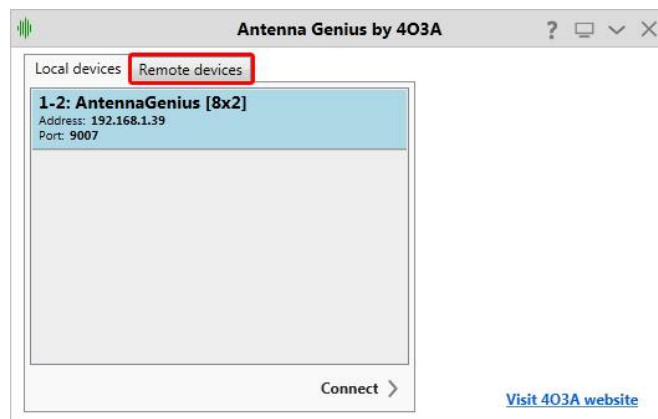 Antenna Genius by 4O3A
?
Local devices Remote devices
1-2: AntennaGenius [8x2]
Address: 192.168.1.39
Port: 9007
Connect
Visit 4O3A website